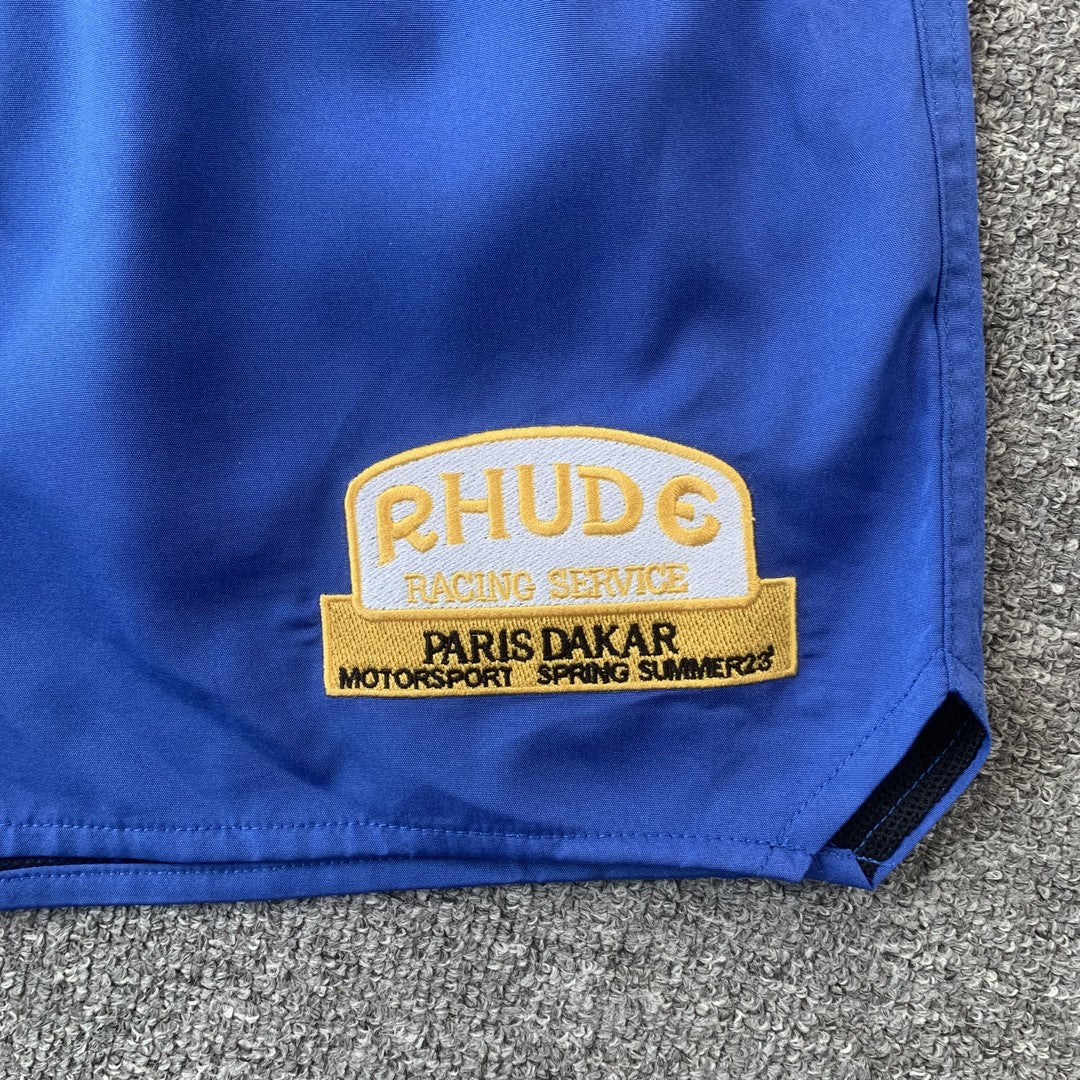 RHUDE
RACING SERVICE
PARIS DAKAR
MOTORSPORT SPRING SUMMER23'